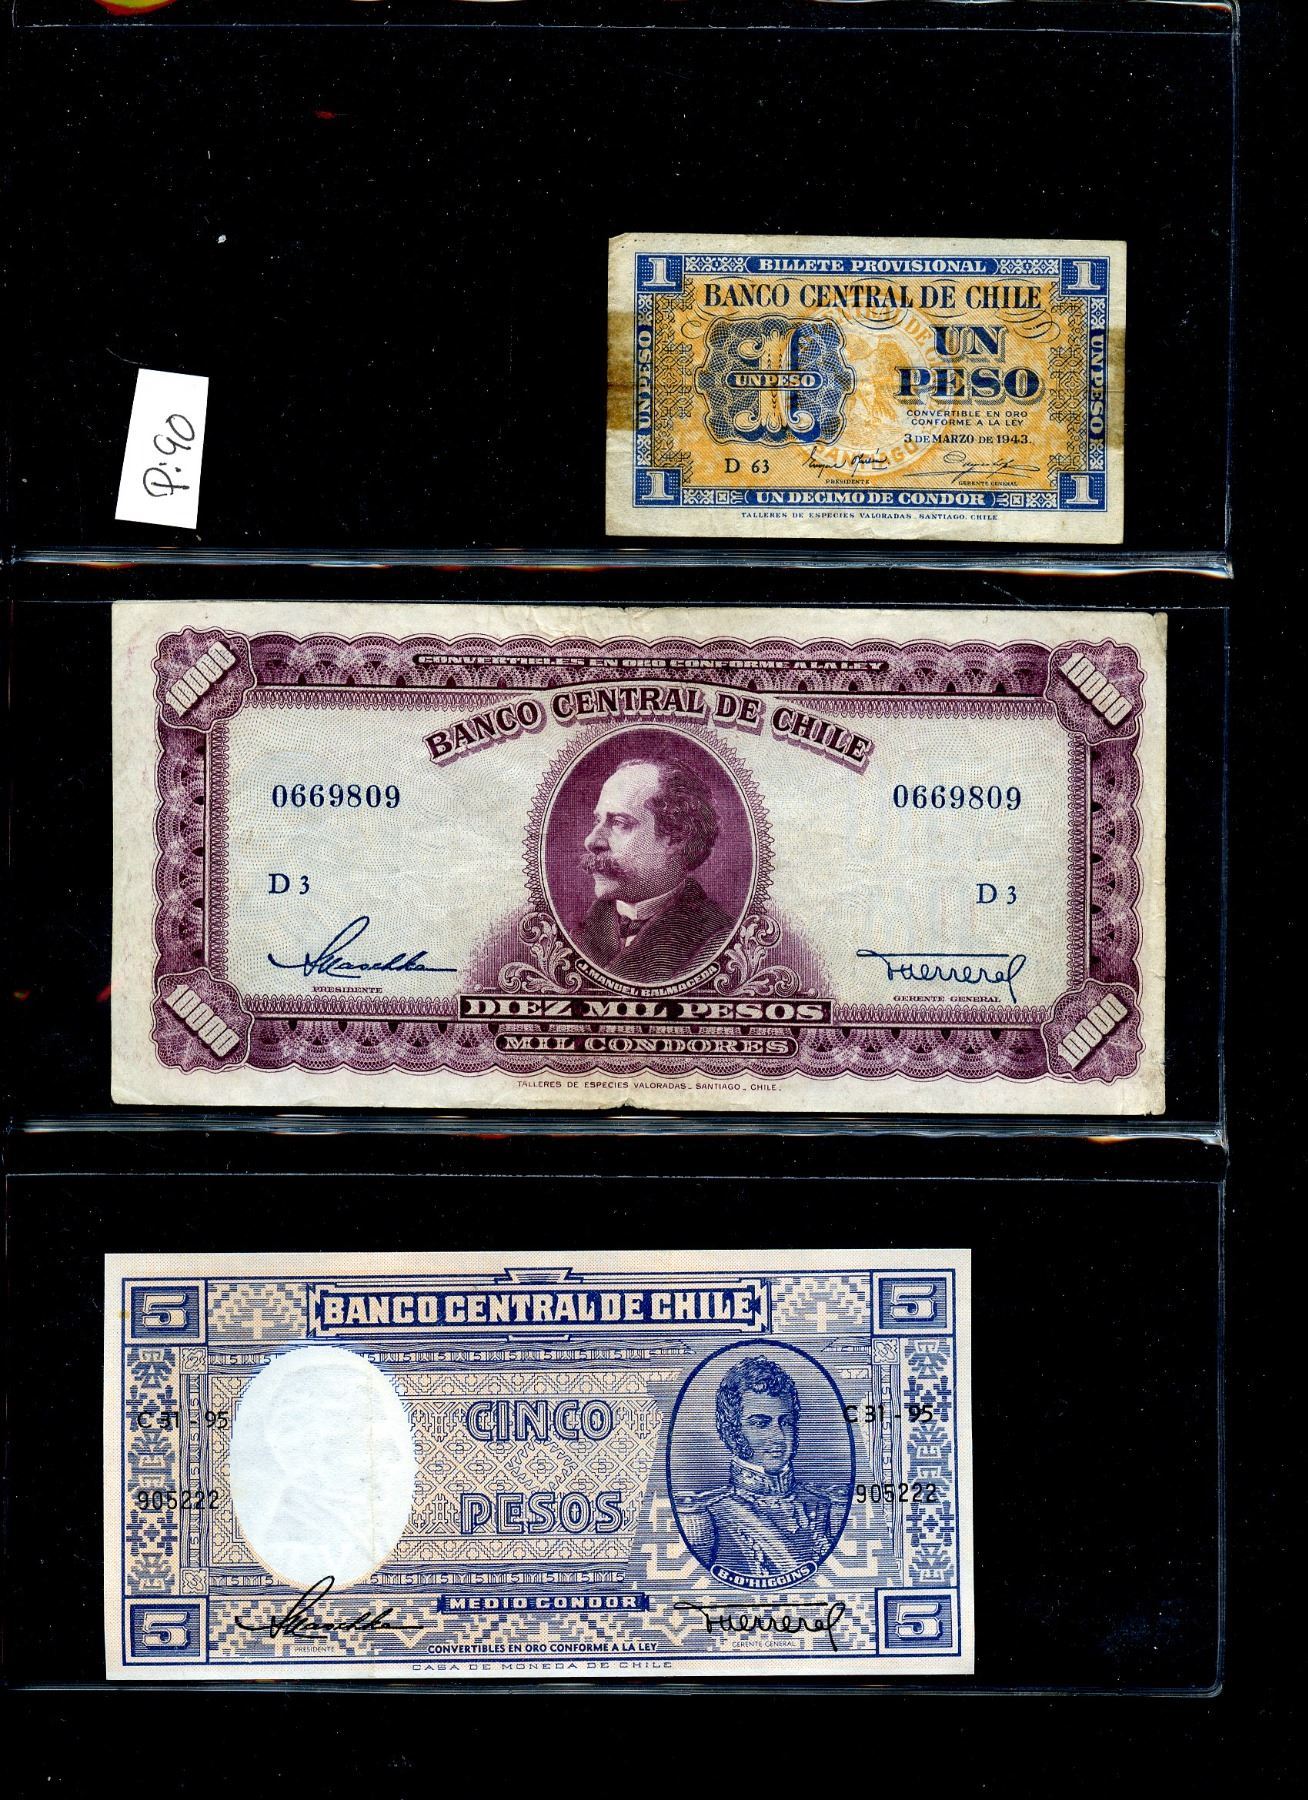 P:90
1 BILLETE PROVISIONAL 1
BANCO CENTRAL DE CHILE
UN PESO
UN PESO
1
UN PESO
UN
PESO
CONVERTIBLE EN ORO
CONFORME A LA LEY
3 DE MARZO DE 1943.
D 63
PRESIDENTE
GERENTE GENERAL
1 UN DECIMO DE CONDOR 1
TALLERES DE ESPECIES VALORADAS_SANTIAGO. CHILE
10000
CONVERTIBLES EN ORO CONFORME A LA LEY
10000
BANCO CENTRAL DE CHILE
0669809
0669809
D 3
D 3
PRESIDENTE
J. MANUEL BALMACEDA
GERENTE GENERAL
10000
DIEZ MIL PESOS
10000
MIL CONDORES
TALLERES DE ESPECIES VALORADAS_SANTIAGO_CHILE_
5 BANCO CENTRAL DE CHILE 5
C 31 - 95
CINCO
C 31 - 95
905222
PESOS
905222
B. O'HIGGINS
5
MEDIO CONDOR
5
PRESIDENTE
CONVERTIBLES EN ORO CONFORME A LA LEY
GERENTE GENERAL
CASA DE MONEDA DE CHILE